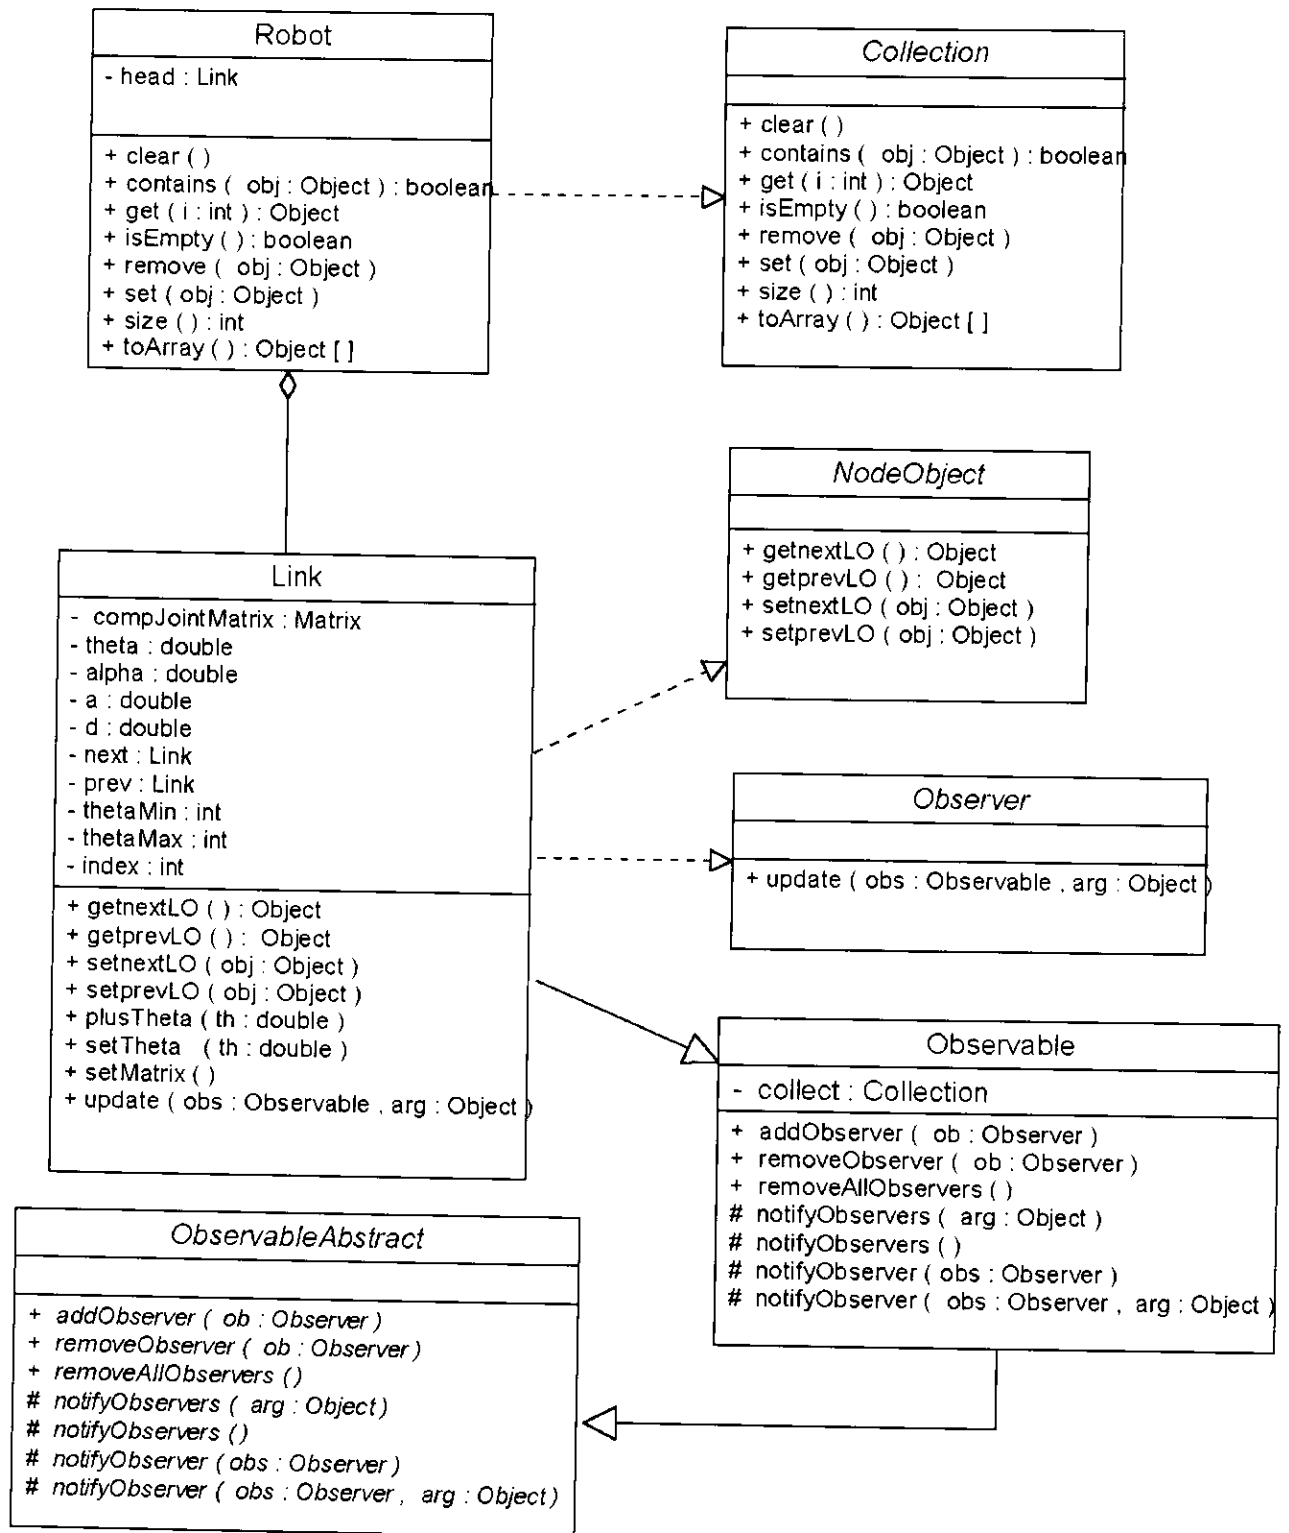 Robot
- head : Link
+ clear ( )
+ contains ( obj : Object ) : boolean
+ get ( i : int ) : Object
+ isEmpty ( ) : boolean
+ remove ( obj : Object )
+ set ( obj : Object )
+ size ( ) : int
+ toArray ( ) : Object [ ]
Collection
+ clear ( )
+ contains ( obj : Object ) : boolean
+ get ( i : int ) : Object
+ isEmpty ( ) : boolean
+ remove ( obj : Object )
+ set ( obj : Object )
+ size ( ) : int
+ toArray ( ) : Object [ ]
NodeObject
+ getnextLO ( ) : Object
+ getprevLO ( ) : Object
+ setnextLO ( obj : Object )
+ setprevLO ( obj : Object )
Link
- compJointMatrix : Matrix
- theta : double
- alpha : double
- a : double
- d : double
- next : Link
- prev : Link
- thetaMin : int
- thetaMax : int
- index : int
+ getnextLO ( ) : Object
+ getprevLO ( ) : Object
+ setnextLO ( obj : Object )
+ setprevLO ( obj : Object )
+ plusTheta ( th : double )
+ setTheta ( th : double )
+ setMatrix ( )
+ update ( obs : Observable , arg : Object )
Observer
+ update ( obs : Observable , arg : Object )
Observable
- collect : Collection
+ addObserver ( ob : Observer )
+ removeObserver ( ob : Observer )
+ removeAllObservers ( )
# notifyObservers ( arg : Object )
# notifyObservers ( )
# notifyObserver ( obs : Observer )
# notifyObserver ( obs : Observer , arg : Object )
ObservableAbstract
+ addObserver ( ob : Observer )
+ removeObserver ( ob : Observer )
+ removeAllObservers ()
# notifyObservers ( arg : Object )
# notifyObservers ()
# notifyObserver ( obs : Observer )
# notifyObserver ( obs : Observer , arg : Object )